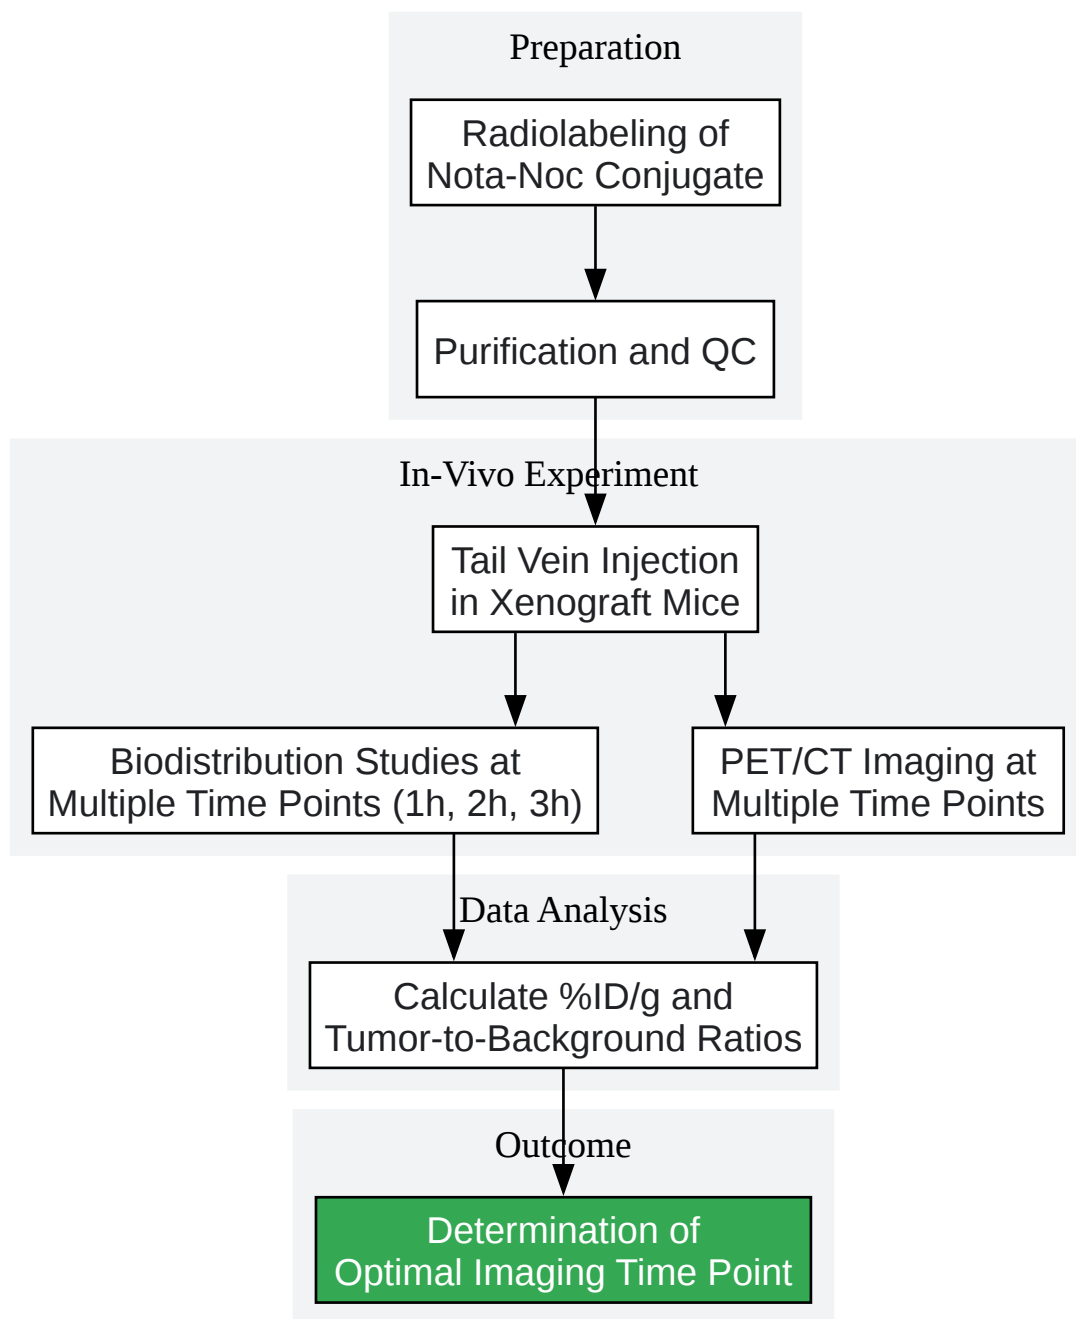 Preparation
Radiolabeling of
Nota-Noc Conjugate
Purification and QC
In-Vivo Experiment
Tail Vein Injection
in Xenograft Mice
Biodistribution Studies at
Multiple Time Points (1h, 2h, 3h)
PET/CT Imaging at
Multiple Time Points
Data Analysis
Calculate %ID/g and
Tumor-to-Background Ratios
Outcome
Determination of
Optimal Imaging Time Point